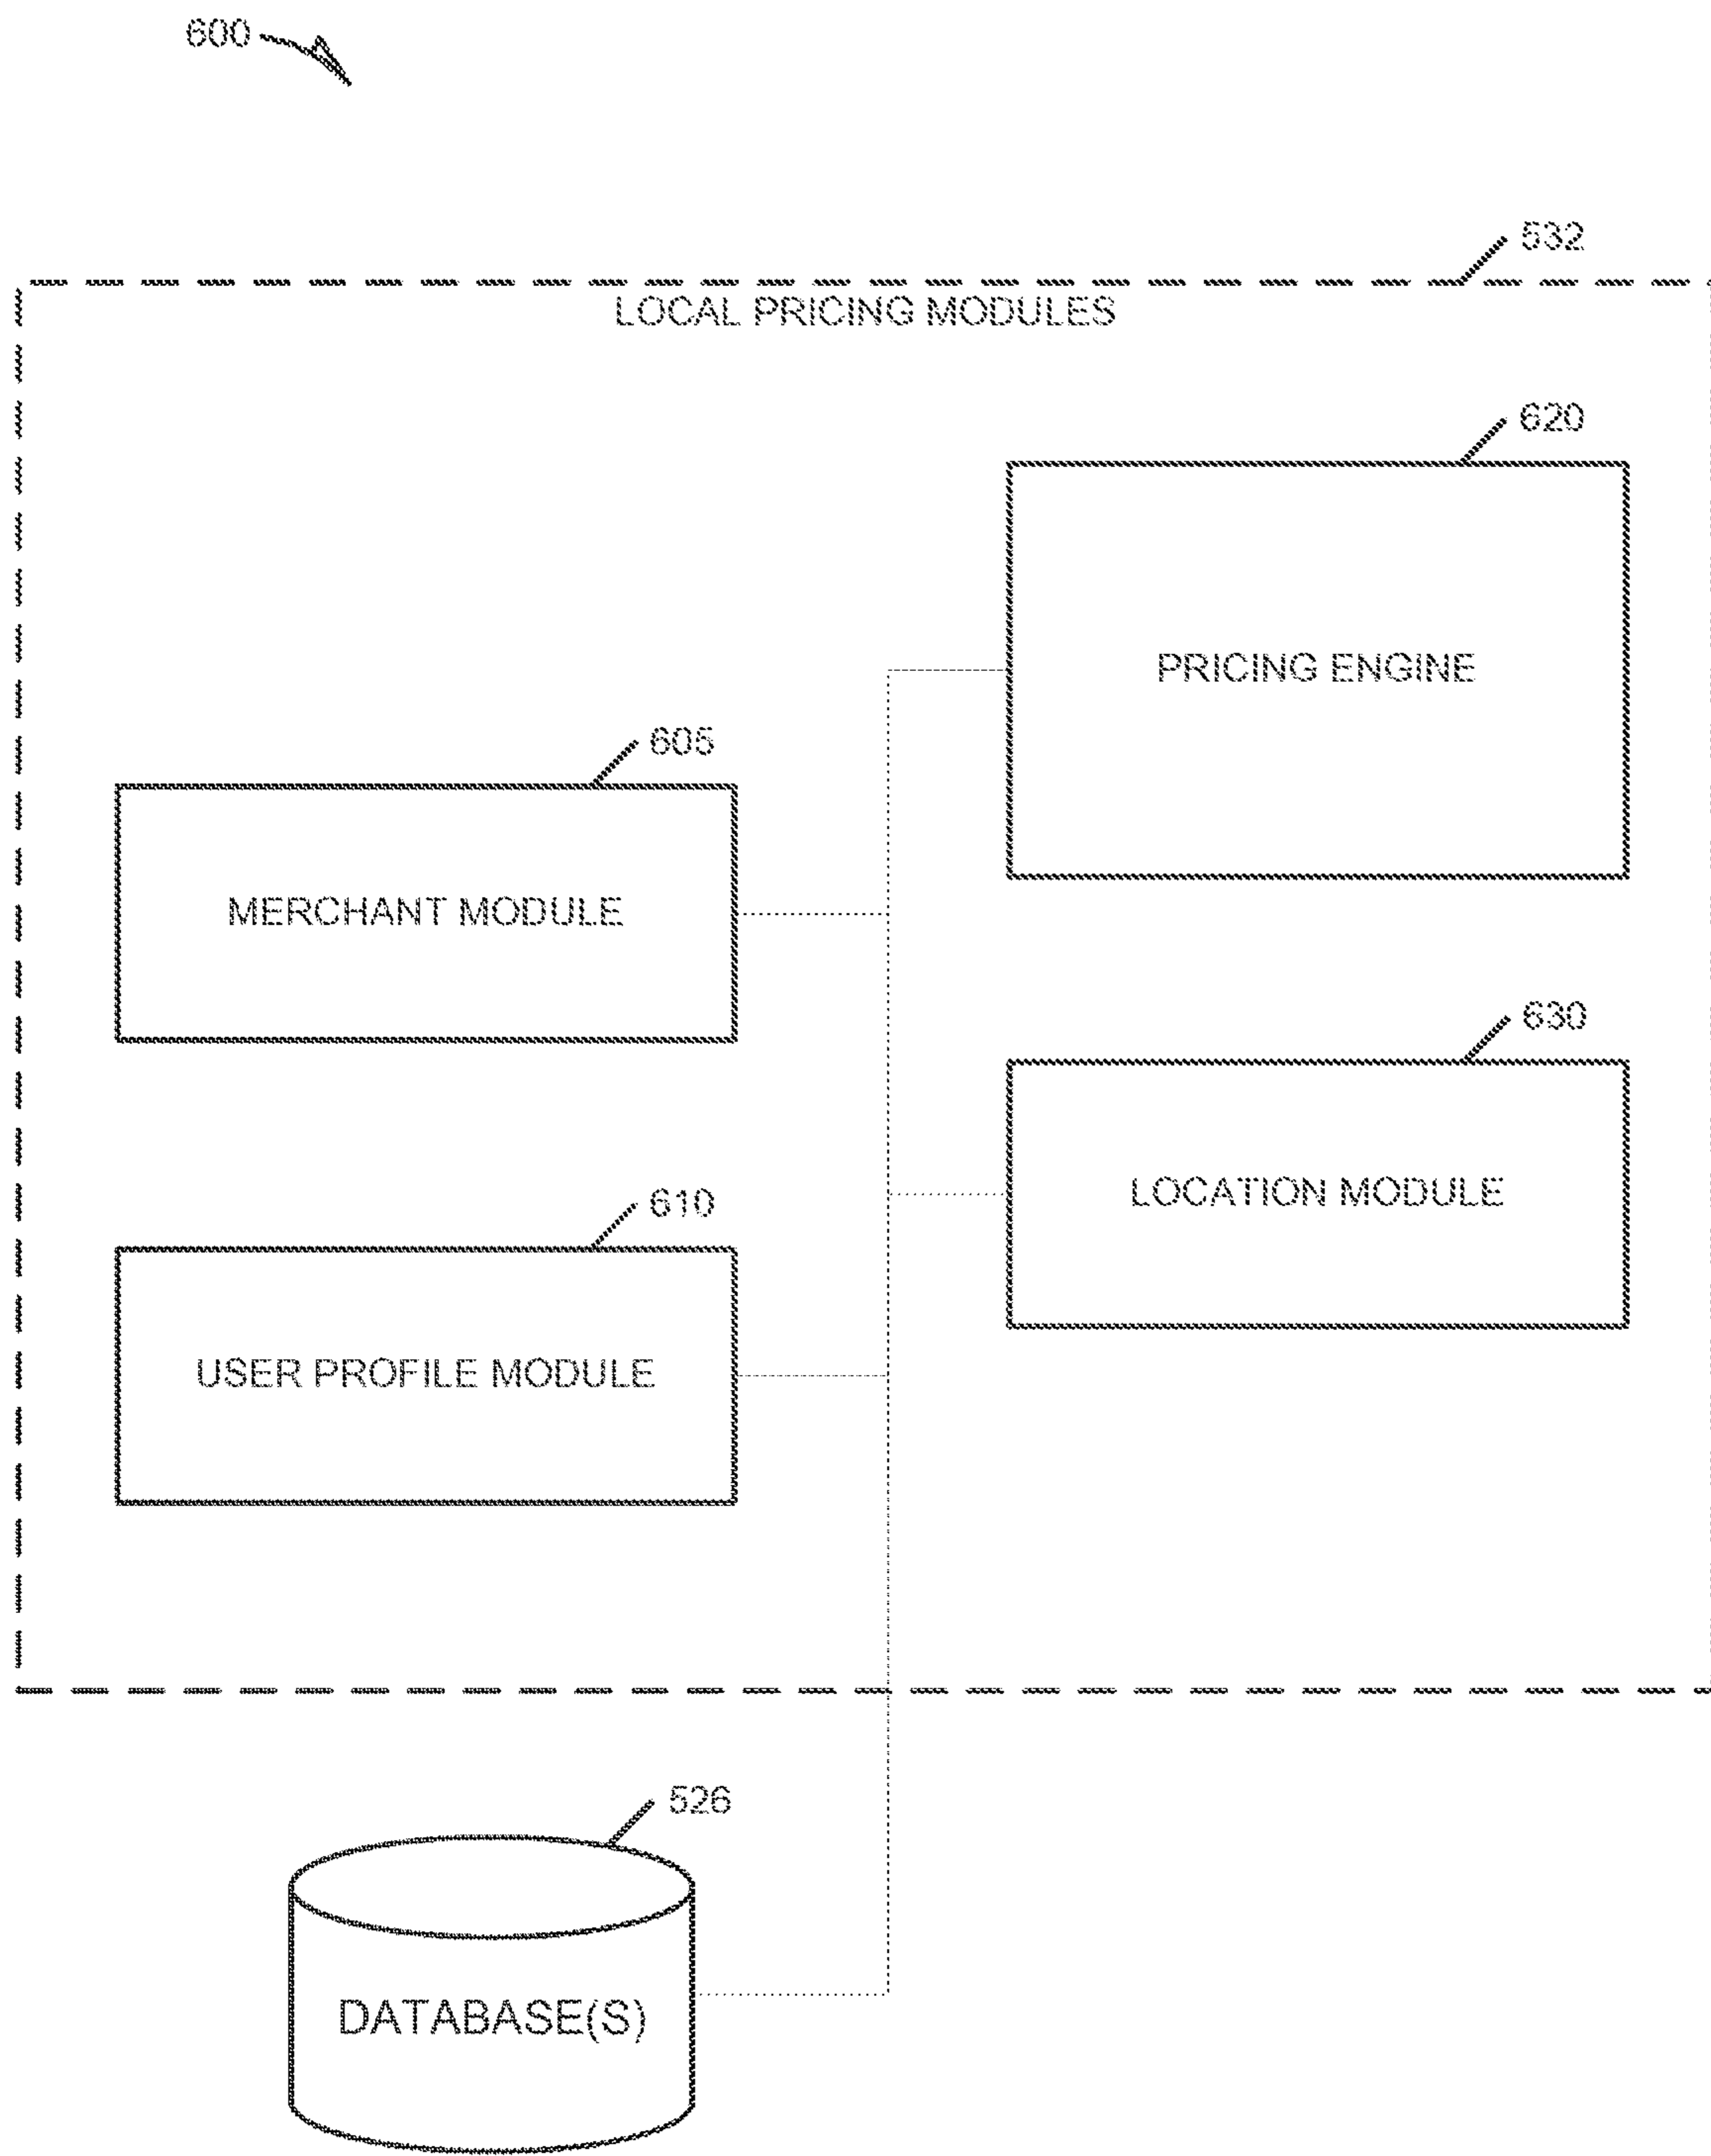 600
532
LOCAL PRICING MODULES
620
PRICING ENGINE
605
MERCHANT MODULE
630
LOCATION MODULE
610
USER PROFILE MODULE
526
DATABASE(S)